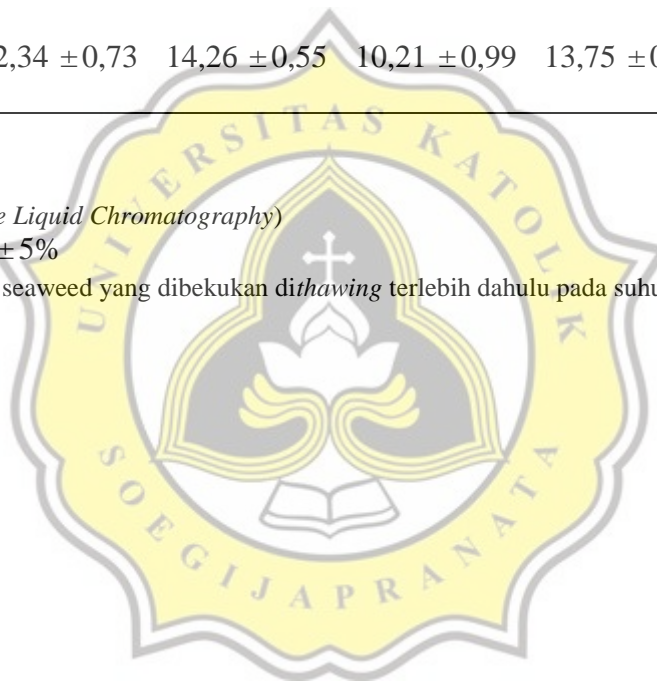 2,34 ±0,73 14,26 ±0,55 10,21 ±0,99 13,75 ±0
UNIVERSITAS KATOLIK
e Liquid Chromatography)
± 5%
seaweed yang dibekukan dithawing terlebih dahulu pada suhu
SOEGIJAPRANATA